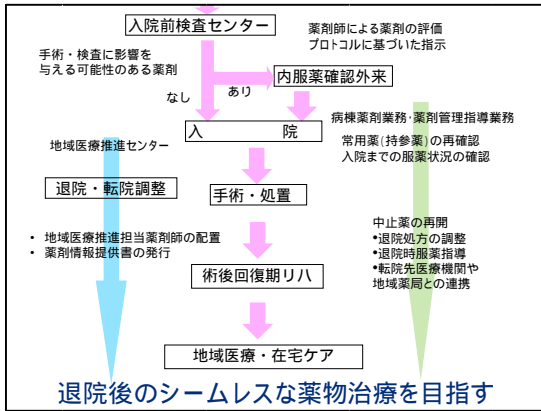 入院前検査センター
薬剤師による薬剤の評価
プロトコルに基づいた指示
手術・検査に影響を
与える可能性のある薬剤
あり
内服薬確認外来
なし
病棟薬剤業務・薬剤管理指導業務
入　　　院
常用薬(持参薬)の再確認
入院までの服薬状況の確認
地域医療推進センター
退院・転院調整
手術・処置
中止薬の再開
•退院処方の調整
•退院時服薬指導
•転院先医療機関や
地域薬局との連携
• 地域医療推進担当薬剤師の配置
• 薬剤情報提供書の発行
術後回復期リハ
地域医療・在宅ケア
退院後のシームレスな薬物治療を目指す